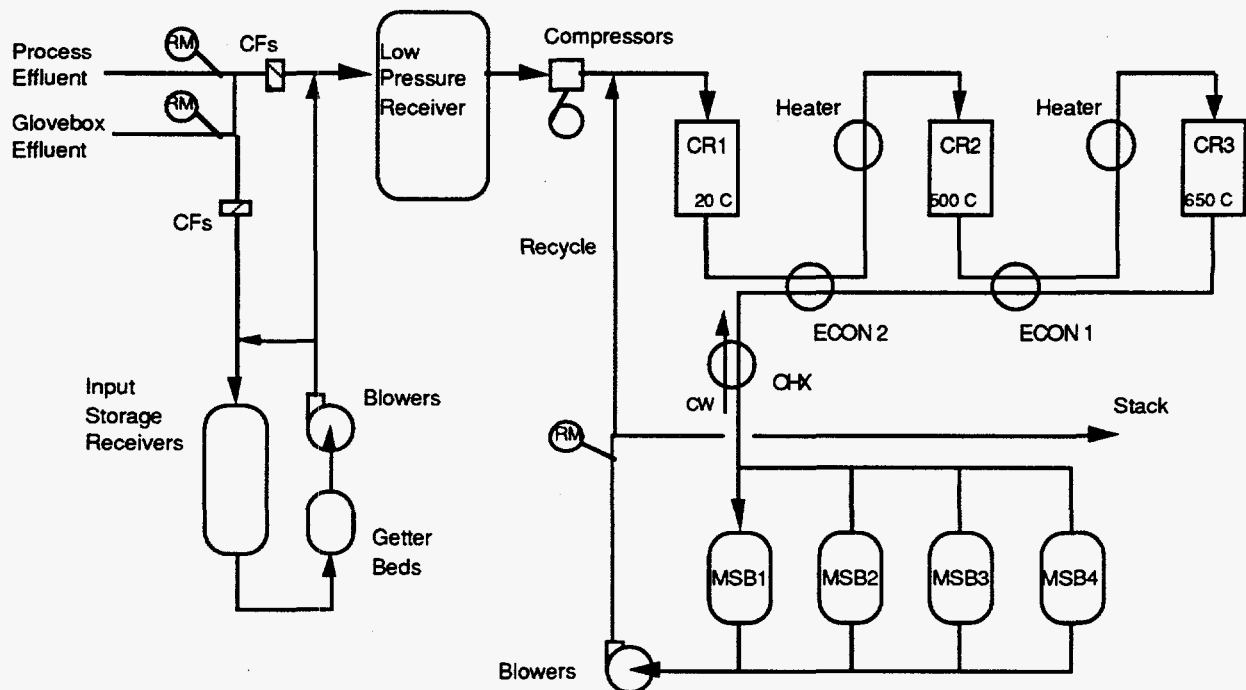 Process
Effluent
RM
CFs
Low
Pressure
Receiver
Compressors
Glovebox
Effluent
RM
CFs
Heater
Heater
CR1
20 C
CR2
500 C
CR3
650 C
Recycle
ECON 2
ECON 1
CW
CHX
Input
Storage
Receivers
Blowers
Getter
Beds
RM
Stack
MSB1
MSB2
MSB3
MSB4
Blowers